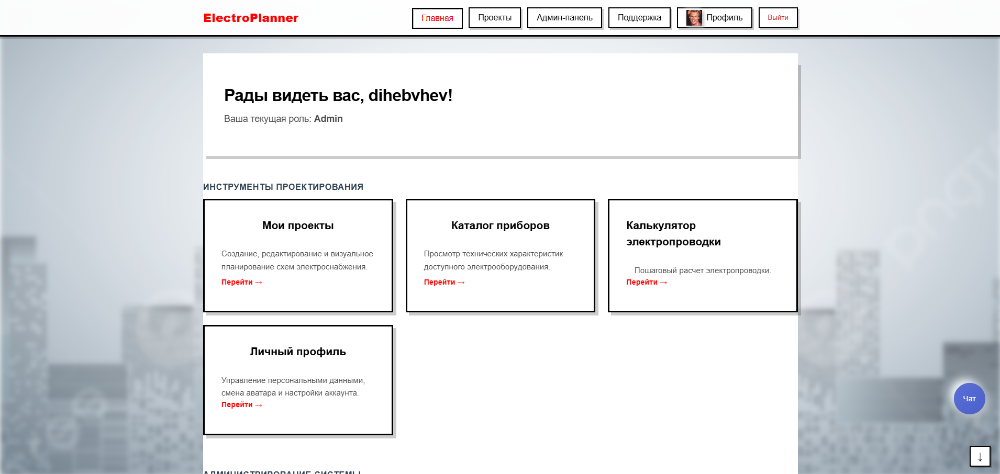 ElectroPlanner
Главная
Проекты
Админ-панель
Поддержка
Профиль
Выйти
Рады видеть вас, dihebvhev!
Ваша текущая роль: Admin
ИНСТРУМЕНТЫ ПРОЕКТИРОВАНИЯ
Мои проекты
Создание, редактирование и визуальное
планирование схем электроснабжения.
Перейти →
Каталог приборов
Просмотр технических характеристик
доступного электрооборудования.
Перейти →
Калькулятор
электропроводки
Пошаговый расчет электропроводки.
Перейти →
Личный профиль
Управление персональными данными,
смена аватара и настройки аккаунта.
Перейти →
Чат
↓
АДМИНИСТРИРОВАНИЕ СИСТЕМЫ